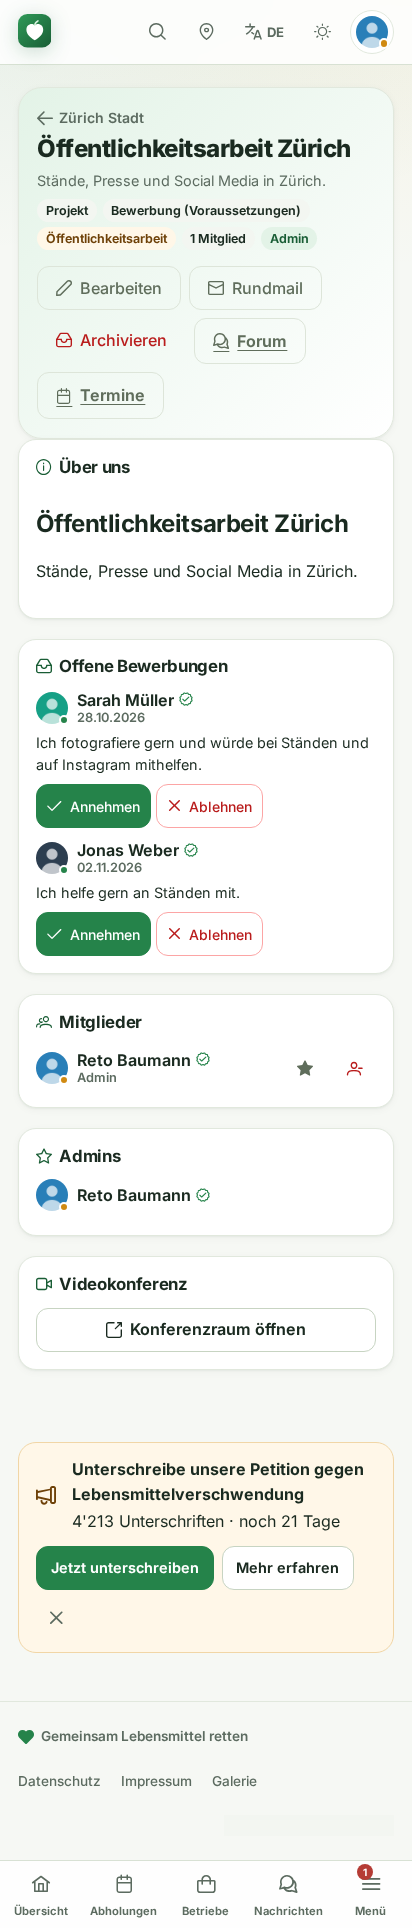 DE
Zürich Stadt
Öffentlichkeitsarbeit Zürich
Stände, Presse und Social Media in Zürich.
Projekt Bewerbung (Voraussetzungen)
Öffentlichkeitsarbeit 1 Mitglied Admin
Bearbeiten Rundmail
Archivieren Forum
Termine
Über uns
Öffentlichkeitsarbeit Zürich
Stände, Presse und Social Media in Zürich.
Offene Bewerbungen
Sarah Müller
28.10.2026
Ich fotografiere gern und würde bei Ständen und
auf Instagram mithelfen.
Annehmen Ablehnen
Jonas Weber
02.11.2026
Ich helfe gern an Ständen mit.
Annehmen Ablehnen
Mitglieder
Reto Baumann
Admin
Admins
Reto Baumann
Videokonferenz
Konferenzraum öffnen
Unterschreibe unsere Petition gegen
Lebensmittelverschwendung
4'213 Unterschriften · noch 21 Tage
Jetzt unterschreiben Mehr erfahren
Gemeinsam Lebensmittel retten
Datenschutz Impressum Galerie
1
Übersicht Abholungen Betriebe Nachrichten Menü